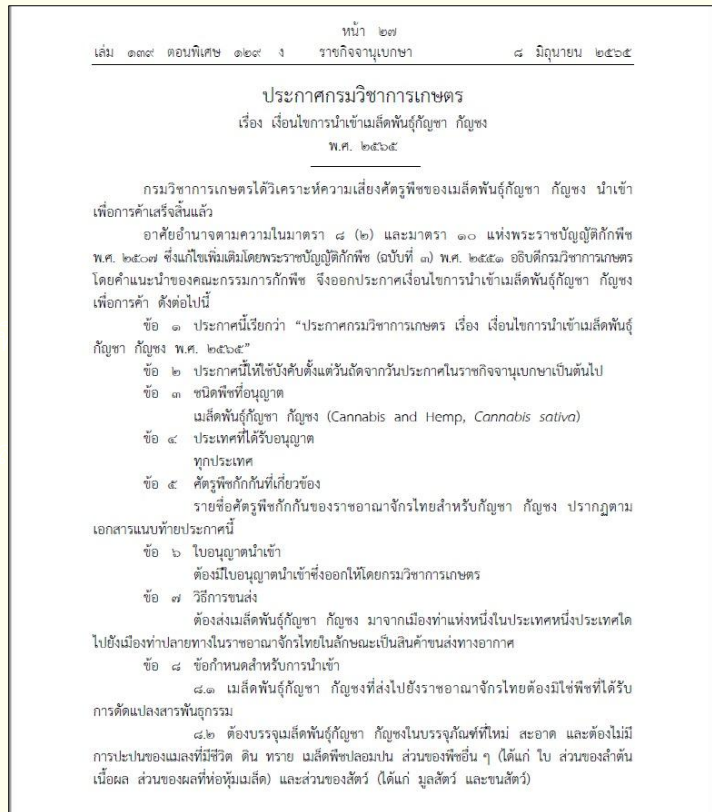 หน้า ๒๗
เล่ม ๑๓๙ ตอนพิเศษ ๑๒๙ ง ราชกิจจานุเบกษา ๘ มิถุนายน ๒๕๖๕
ประกาศกรมวิชาการเกษตร
เรื่อง เงื่อนไขการนำเข้าเมล็ดพันธุ์กัญชา กัญชง
พ.ศ. ๒๕๖๕
กรมวิชาการเกษตรได้วิเคราะห์ความเสี่ยงศัตรูพืชของเมล็ดพันธุ์กัญชา กัญชง นำเข้า
เพื่อการค้าเสร็จสิ้นแล้ว
อาศัยอำนาจตามความในมาตรา ๘ (๒) และมาตรา ๑๐ แห่งพระราชบัญญัติกักพืช
พ.ศ. ๒๕๐๗ ซึ่งแก้ไขเพิ่มเติมโดยพระราชบัญญัติกักพืช (ฉบับที่ ๓) พ.ศ. ๒๕๕๑ อธิบดีกรมวิชาการเกษตร
โดยคำแนะนำของคณะกรรมการกักพืช จึงออกประกาศเงื่อนไขการนำเข้าเมล็ดพันธุ์กัญชา กัญชง
เพื่อการค้า ดังต่อไปนี้
ข้อ ๑ ประกาศนี้เรียกว่า “ประกาศกรมวิชาการเกษตร เรื่อง เงื่อนไขการนำเข้าเมล็ดพันธุ์
กัญชา กัญชง พ.ศ. ๒๕๖๕”
ข้อ ๒ ประกาศนี้ให้ใช้บังคับตั้งแต่วันถัดจากวันประกาศในราชกิจจานุเบกษาเป็นต้นไป
ข้อ ๓ ชนิดพืชที่อนุญาต
เมล็ดพันธุ์กัญชา กัญชง (Cannabis and Hemp, Cannabis sativa)
ข้อ ๔ ประเทศที่ได้รับอนุญาต
ทุกประเทศ
ข้อ ๕ ศัตรูพืชกักกันที่เกี่ยวข้อง
รายชื่อศัตรูพืชกักกันของราชอาณาจักรไทยสำหรับกัญชา กัญชง ปรากฏตาม
เอกสารแนบท้ายประกาศนี้
ข้อ ๖ ใบอนุญาตนำเข้า
ต้องมีใบอนุญาตนำเข้าซึ่งออกให้โดยกรมวิชาการเกษตร
ข้อ ๗ วิธีการขนส่ง
ต้องส่งเมล็ดพันธุ์กัญชา กัญชง มาจากเมืองท่าแห่งหนึ่งในประเทศหนึ่งประเทศใด
ไปยังเมืองท่าปลายทางในราชอาณาจักรไทยในลักษณะเป็นสินค้าขนส่งทางอากาศ
ข้อ ๘ ข้อกำหนดสำหรับการนำเข้า
๘.๑ เมล็ดพันธุ์กัญชา กัญชงที่ส่งไปยังราชอาณาจักรไทยต้องมิใช่พืชที่ได้รับ
การดัดแปลงสารพันธุกรรม
๘.๒ ต้องบรรจุเมล็ดพันธุ์กัญชา กัญชงในบรรจุภัณฑ์ที่ใหม่ สะอาด และต้องไม่มี
การปะปนของแมลงที่มีชีวิต ดิน ทราย เมล็ดพืชปลอมปน ส่วนของพืชอื่น ๆ (ได้แก่ ใบ ส่วนของลำต้น
เนื้อผล ส่วนของผลที่ห่อหุ้มเมล็ด) และส่วนของสัตว์ (ได้แก่ มูลสัตว์ และขนสัตว์)